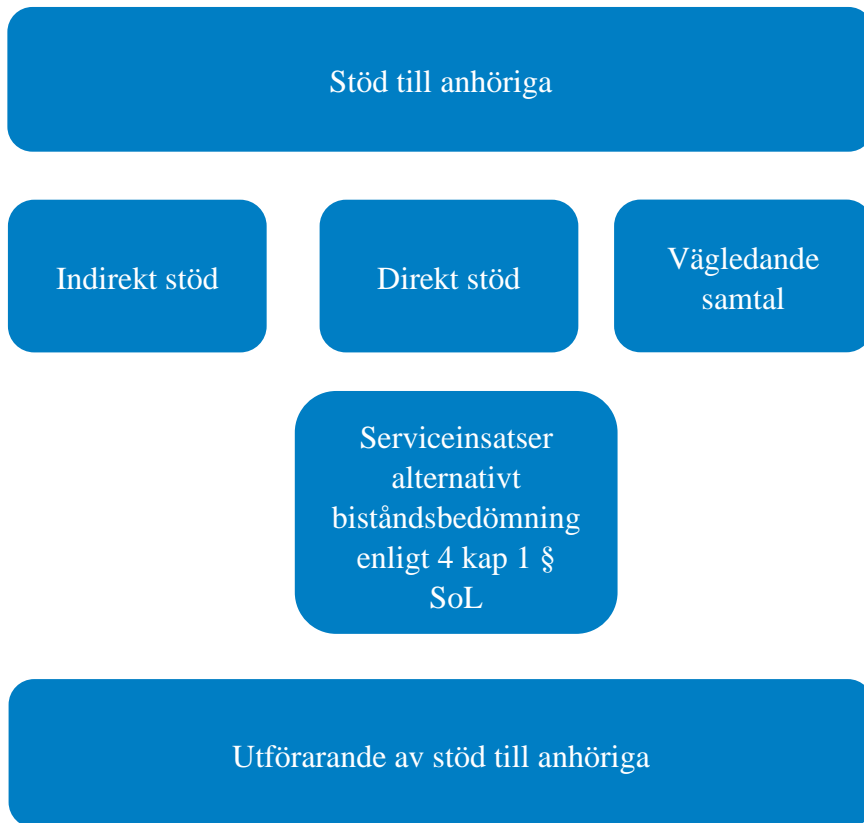 Stöd till anhöriga
Indirekt stöd
Direkt stöd
Vägledande
samtal
Serviceinsatser
alternativt
biståndsbedömning
enligt 4 kap 1 §
SoL
Utförarande av stöd till anhöriga